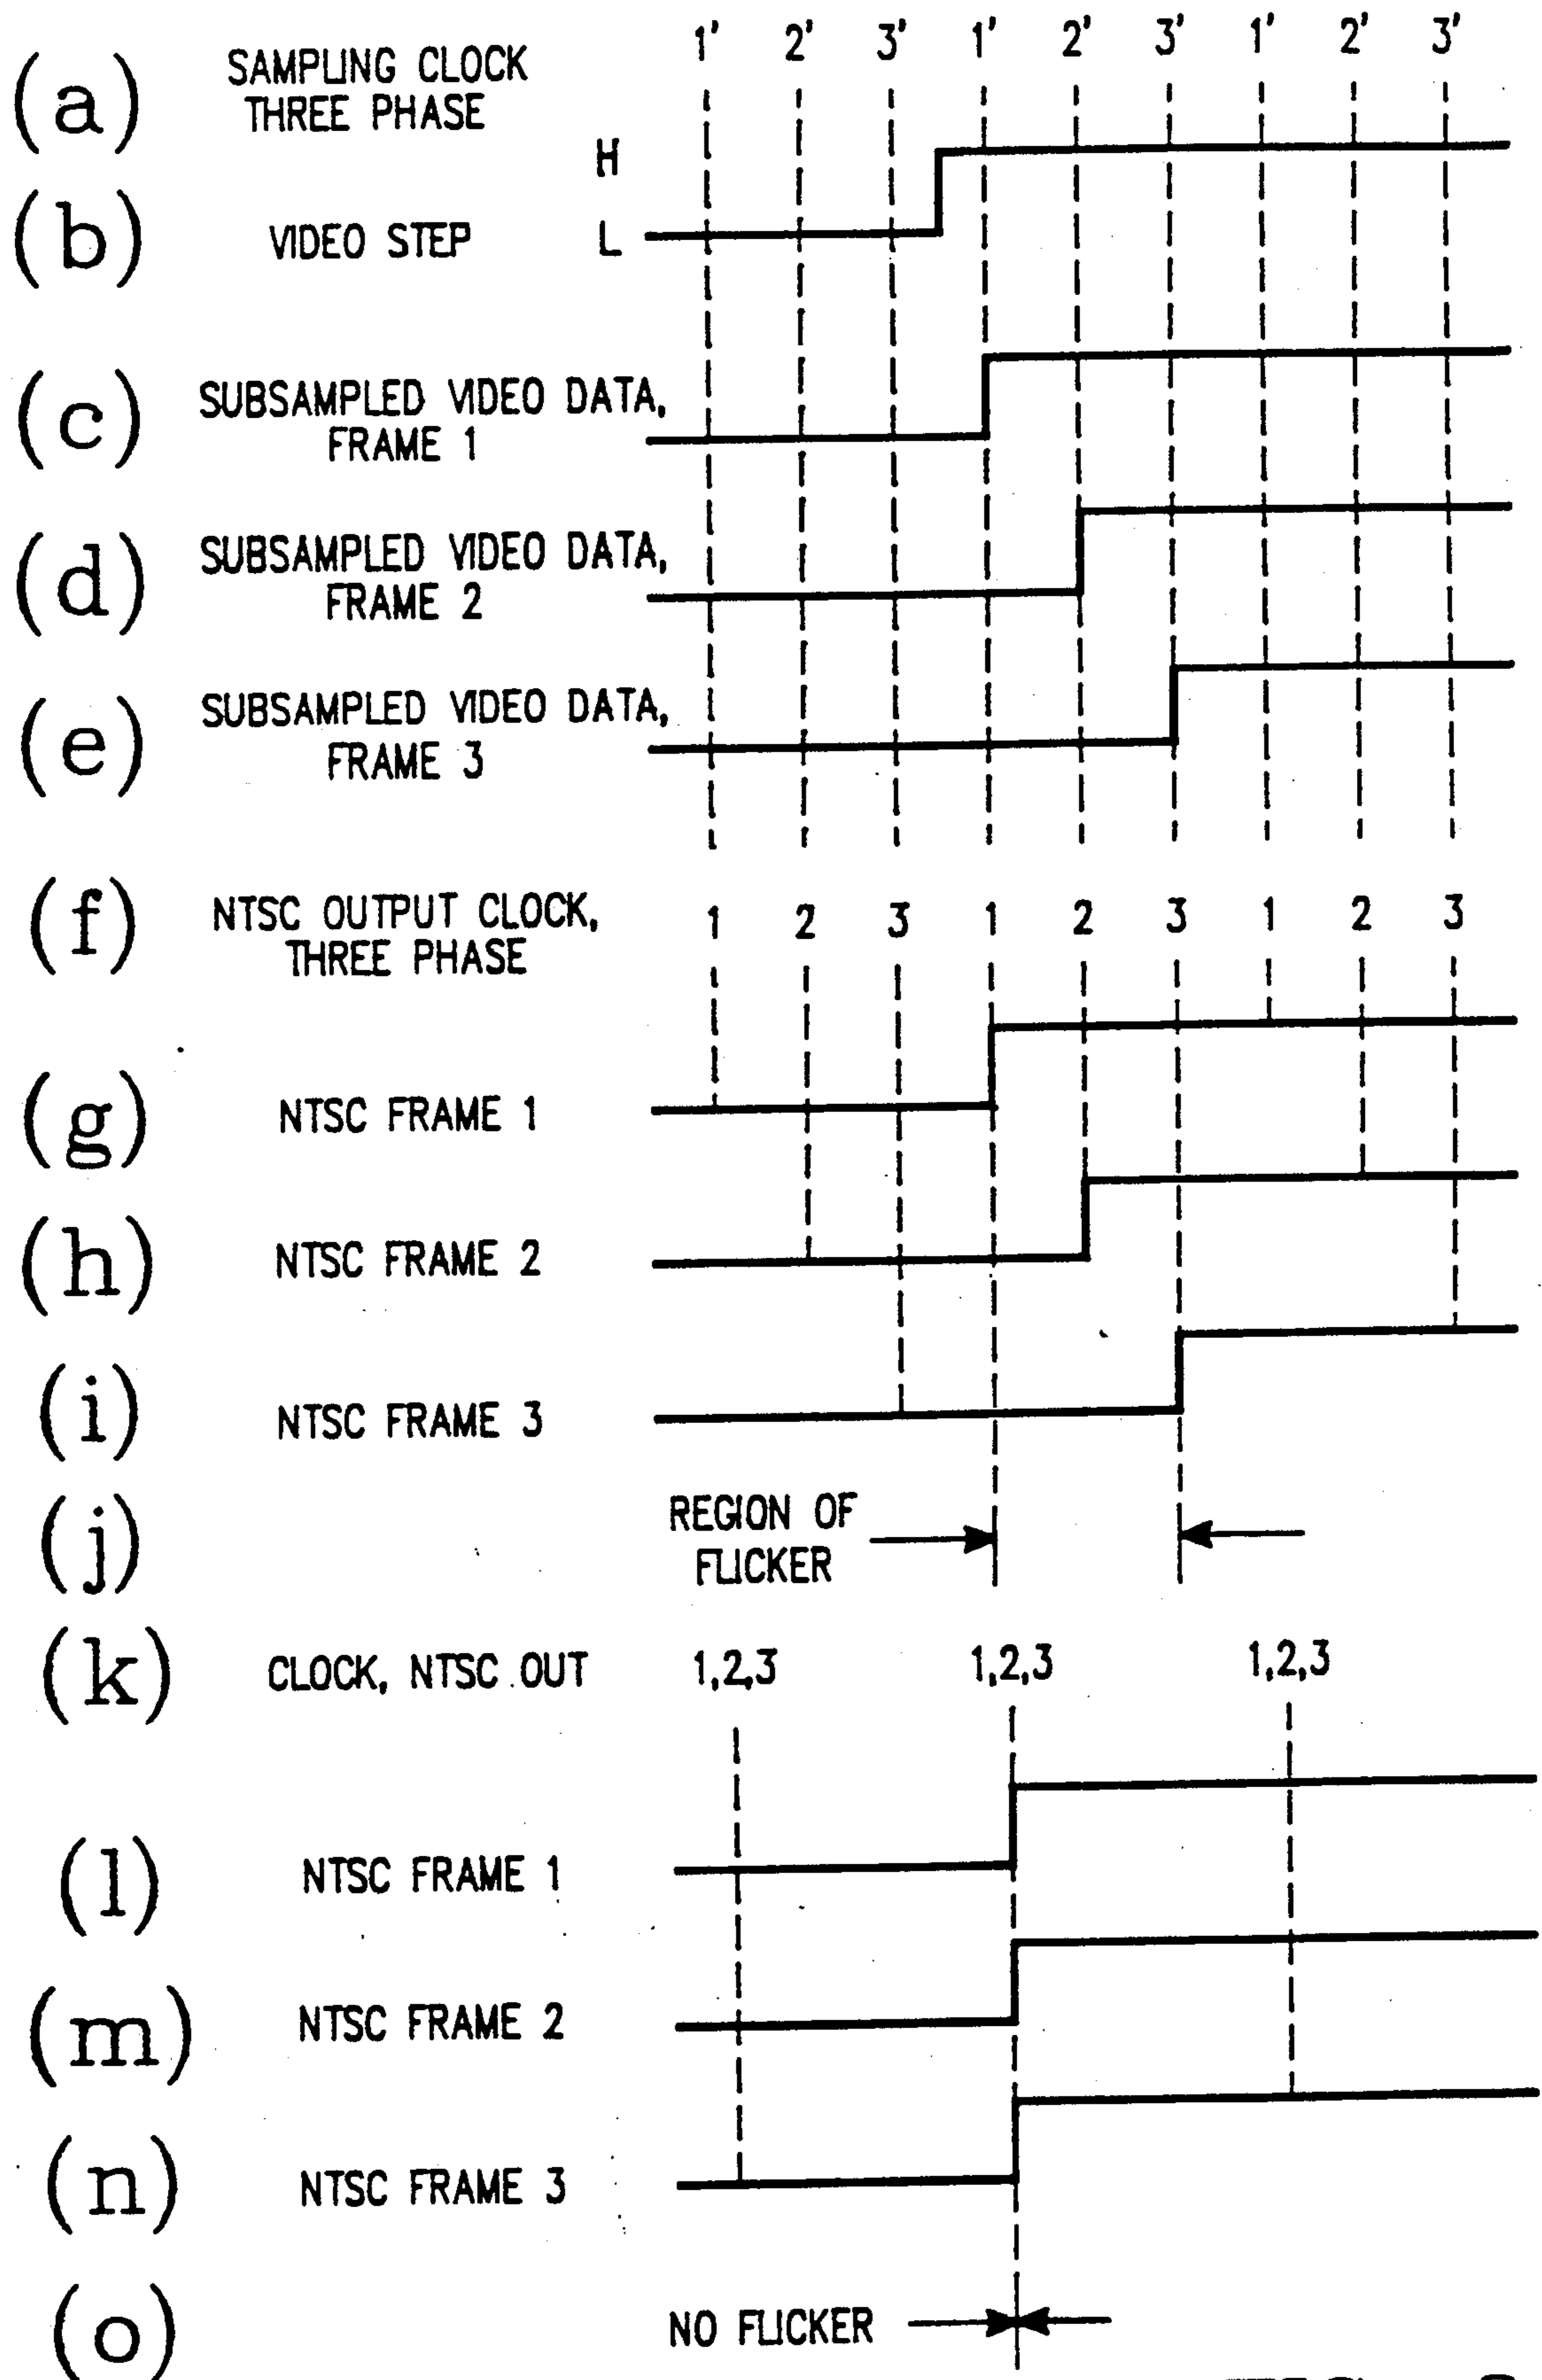 1' 2' 3' 1' 2' 3' 1' 2' 3'
(a) SAMPLING CLOCK
THREE PHASE
H
(b) VIDEO STEP L
(c) SUBSAMPLED VIDEO DATA,
FRAME 1
(d) SUBSAMPLED VIDEO DATA,
FRAME 2
(e) SUBSAMPLED VIDEO DATA,
FRAME 3
(f) NTSC OUTPUT CLOCK,
THREE PHASE
1 2 3 1 2 3 1 2 3
(g) NTSC FRAME 1
(h) NTSC FRAME 2
(i) NTSC FRAME 3
(j) REGION OF
FLICKER
(k) CLOCK, NTSC OUT 1,2,3 1,2,3 1,2,3
(l) NTSC FRAME 1
(m) NTSC FRAME 2
(n) NTSC FRAME 3
(o) NO FLICKER